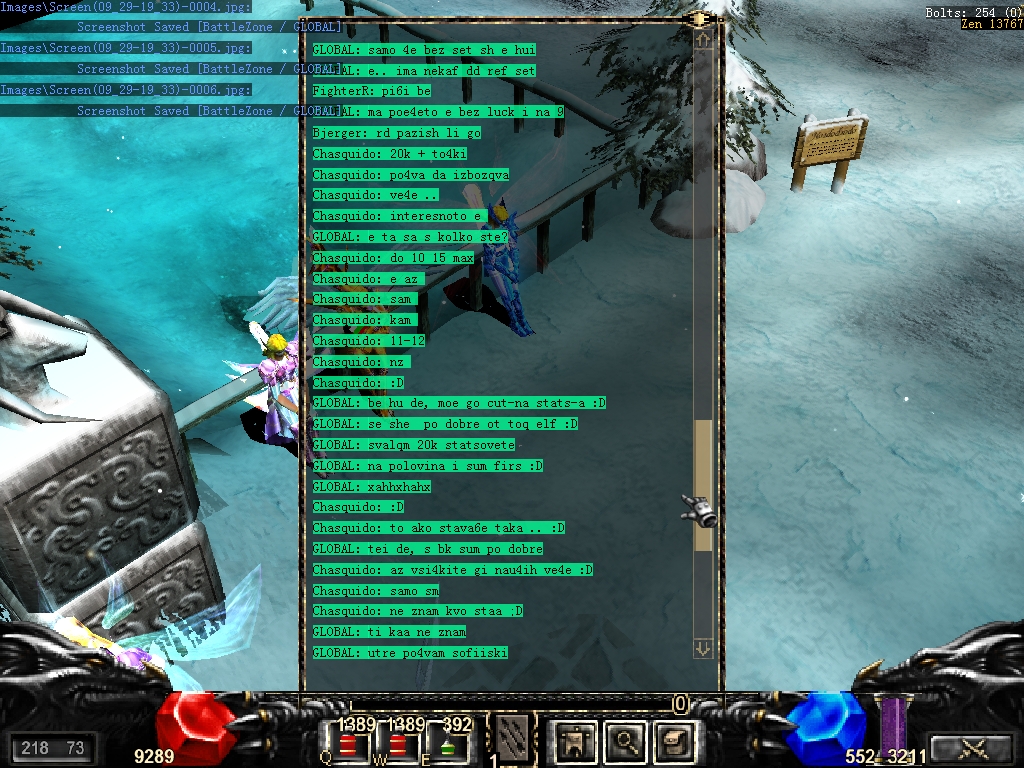 Images\Screen(09_29-19_33)-0004.jpg:
Screenshot Saved [BattleZone / GLOBAL]
Images\Screen(09_29-19_33)-0005.jpg:
Screenshot Saved [BattleZone / GLOBAL]
Images\Screen(09_29-19_33)-0006.jpg:
Screenshot Saved [BattleZone / GLOBAL]
Bolts: 254 (0)
Zen 13767
GLOBAL: samo 4e bez set sh e hui
GLOBAL: e.. ima nekaf dd ref set
FighterR: pi6i be
GLOBAL: ma poe4eto e bez luck i na 9
Bjerger: rd pazish li go
Chasquido: 20k + to4ki
Chasquido: po4va da izbozqva
Chasquido: ve4e ..
Chasquido: interesnoto e
GLOBAL: e ta sa s kolko ste?
Chasquido: do 10 15 max
Chasquido: e az
Chasquido: sam
Chasquido: kam
Chasquido: 11-12
Chasquido: nz
Chasquido: :D
GLOBAL: be hu de, moe go cut-na stats-a :D
GLOBAL: se she po dobre ot toq elf :D
GLOBAL: svalqm 20k statsovete
GLOBAL: na polovina i sum firs :D
GLOBAL: xahhxhahx
Chasquido: :D
Chasquido: to ako stava6e taka .. :D
GLOBAL: tei de, s bk sum po dobre
Chasquido: az vsi4kite gi nau4ih ve4e :D
Chasquido: samo sm
Chasquido: ne znam kvo staa :D
GLOBAL: ti kaa ne znam
GLOBAL: utre po4vam sofiiski
0
218 73
9289
1389 1389 392
Q W E
1
552 3211